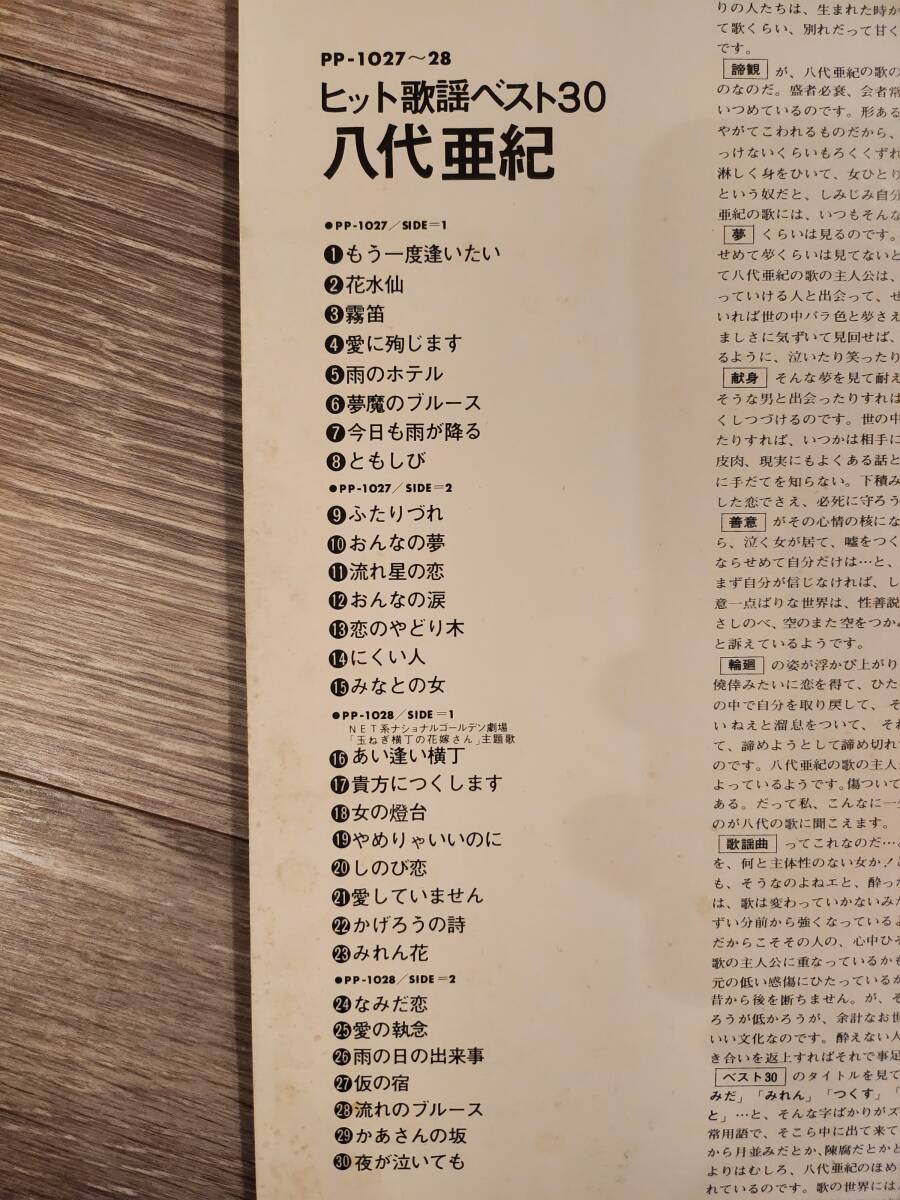 PP-1027〜28
ヒット歌謡ベスト30
八代亜紀
●PP-1027/SIDE=1
❶もう一度逢いたい
❷花水仙
❸霧笛
❹愛に殉じます
❺雨のホテル
❻夢魔のブルース
❼今日も雨が降る
❽ともしび
●PP-1027/SIDE=2
❾ふたりづれ
❿おんなの夢
⓫流れ星の恋
⓬おんなの涙
⓭恋のやどり木
⓮にくい人
⓯みなとの女
●PP-1028/SIDE=1
NET系ナショナルゴールデン劇場
「玉ねぎ横丁の花嫁さん」主題歌
⓰あい逢い横丁
⓱貴方につくします
⓲女の燈台
⓳やめりゃいいのに
⓴しのび恋
㉑愛していません
㉒かげろうの詩
㉓みれん花
●PP-1028/SIDE=2
㉔なみだ恋
㉕愛の執念
㉖雨の日の出来事
㉗仮の宿
㉘流れのブルース
㉙かあさんの坂
㉚夜が泣いても
りの人たちは、生まれた時か
て歌くらい、別れだって甘く
です。
諦観 が、八代亜紀の歌の
のなのだ。盛者必衰、会者常
いつめているのです。形ある
やがてこわれるものだから、
っけないくらいもろくくずれ
淋しく身をひいて、女ひとり
という奴だと、しみじみ自分
亜紀の歌には、いつもそんな
夢 くらいは見るのです。
せめて夢くらいは見てないと
て八代亜紀の歌の主人公は、
っていける人と出会って、せ
いれば世の中バラ色と夢さえ
ましさに気ずいて見回せば、
るように、泣いたり笑ったり
献身 そんな夢を見て耐え
そうな男と出会ったりすれば
くしつづけるのです。世の中
たりすれば、いつかは相手に
皮肉、現実にもよくある話と
に手だてを知らない。下積み
した恋でさえ、必死に守ろう
善意 がその心情の核にな
ら、泣く女が居て、嘘をつく
ならせめて自分だけは…と、
まず自分が信じなければ、し
意一点ばりな世界は、性善説
さしのべ、空のまた空をつか
と訴えているようです。
輪廻 の姿が浮かび上がり
僥倖みたいに恋を得て、ひた
の中で自分を取り戻して、そ
いねえと溜息をついて、それ
て、諦めようとして諦め切れ
のです。八代亜紀の歌の主人
よっているようです。傷ついて
ある。だって私、こんなに一
のが八代の歌に聞こえます。
歌謡曲 ってこれなのだ…
を、何と主体性のない女か!
も、そうなのよねエと、酔っ
は、歌は変わっていかないみ
ずい分前から強くなっている
だからこそその人の、心中ひそ
歌の主人公に重なっているかも
元の低い感傷にひたっているか
昔から後を断ちません。が、そ
ろうが低かろうが、余計なお世
いい文化なのです。酔えない人
き合いを返上すればそれで事足
ベスト30 のタイトルを見て
みだ」「みれん」「つくす」「
と」…と、そんな字ばかりがズ
常用語で、そこら中に出て来て
から月並みだとか、陳腐だとかと
よりはむしろ、八代亜紀のほめ
れているのです。歌の世界には